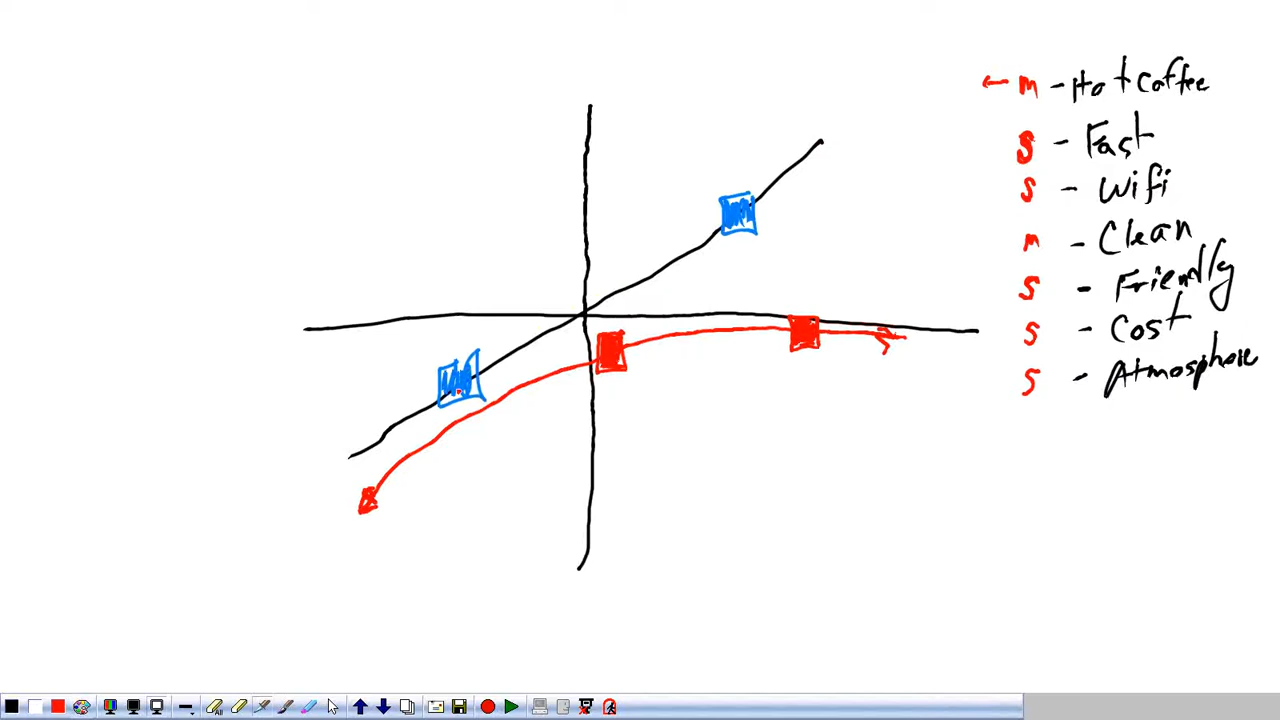 ← m - Hot Coffee
S - Fast
S - Wifi
m - Clean
S - Friendly
S - Cost
S - Atmosphere